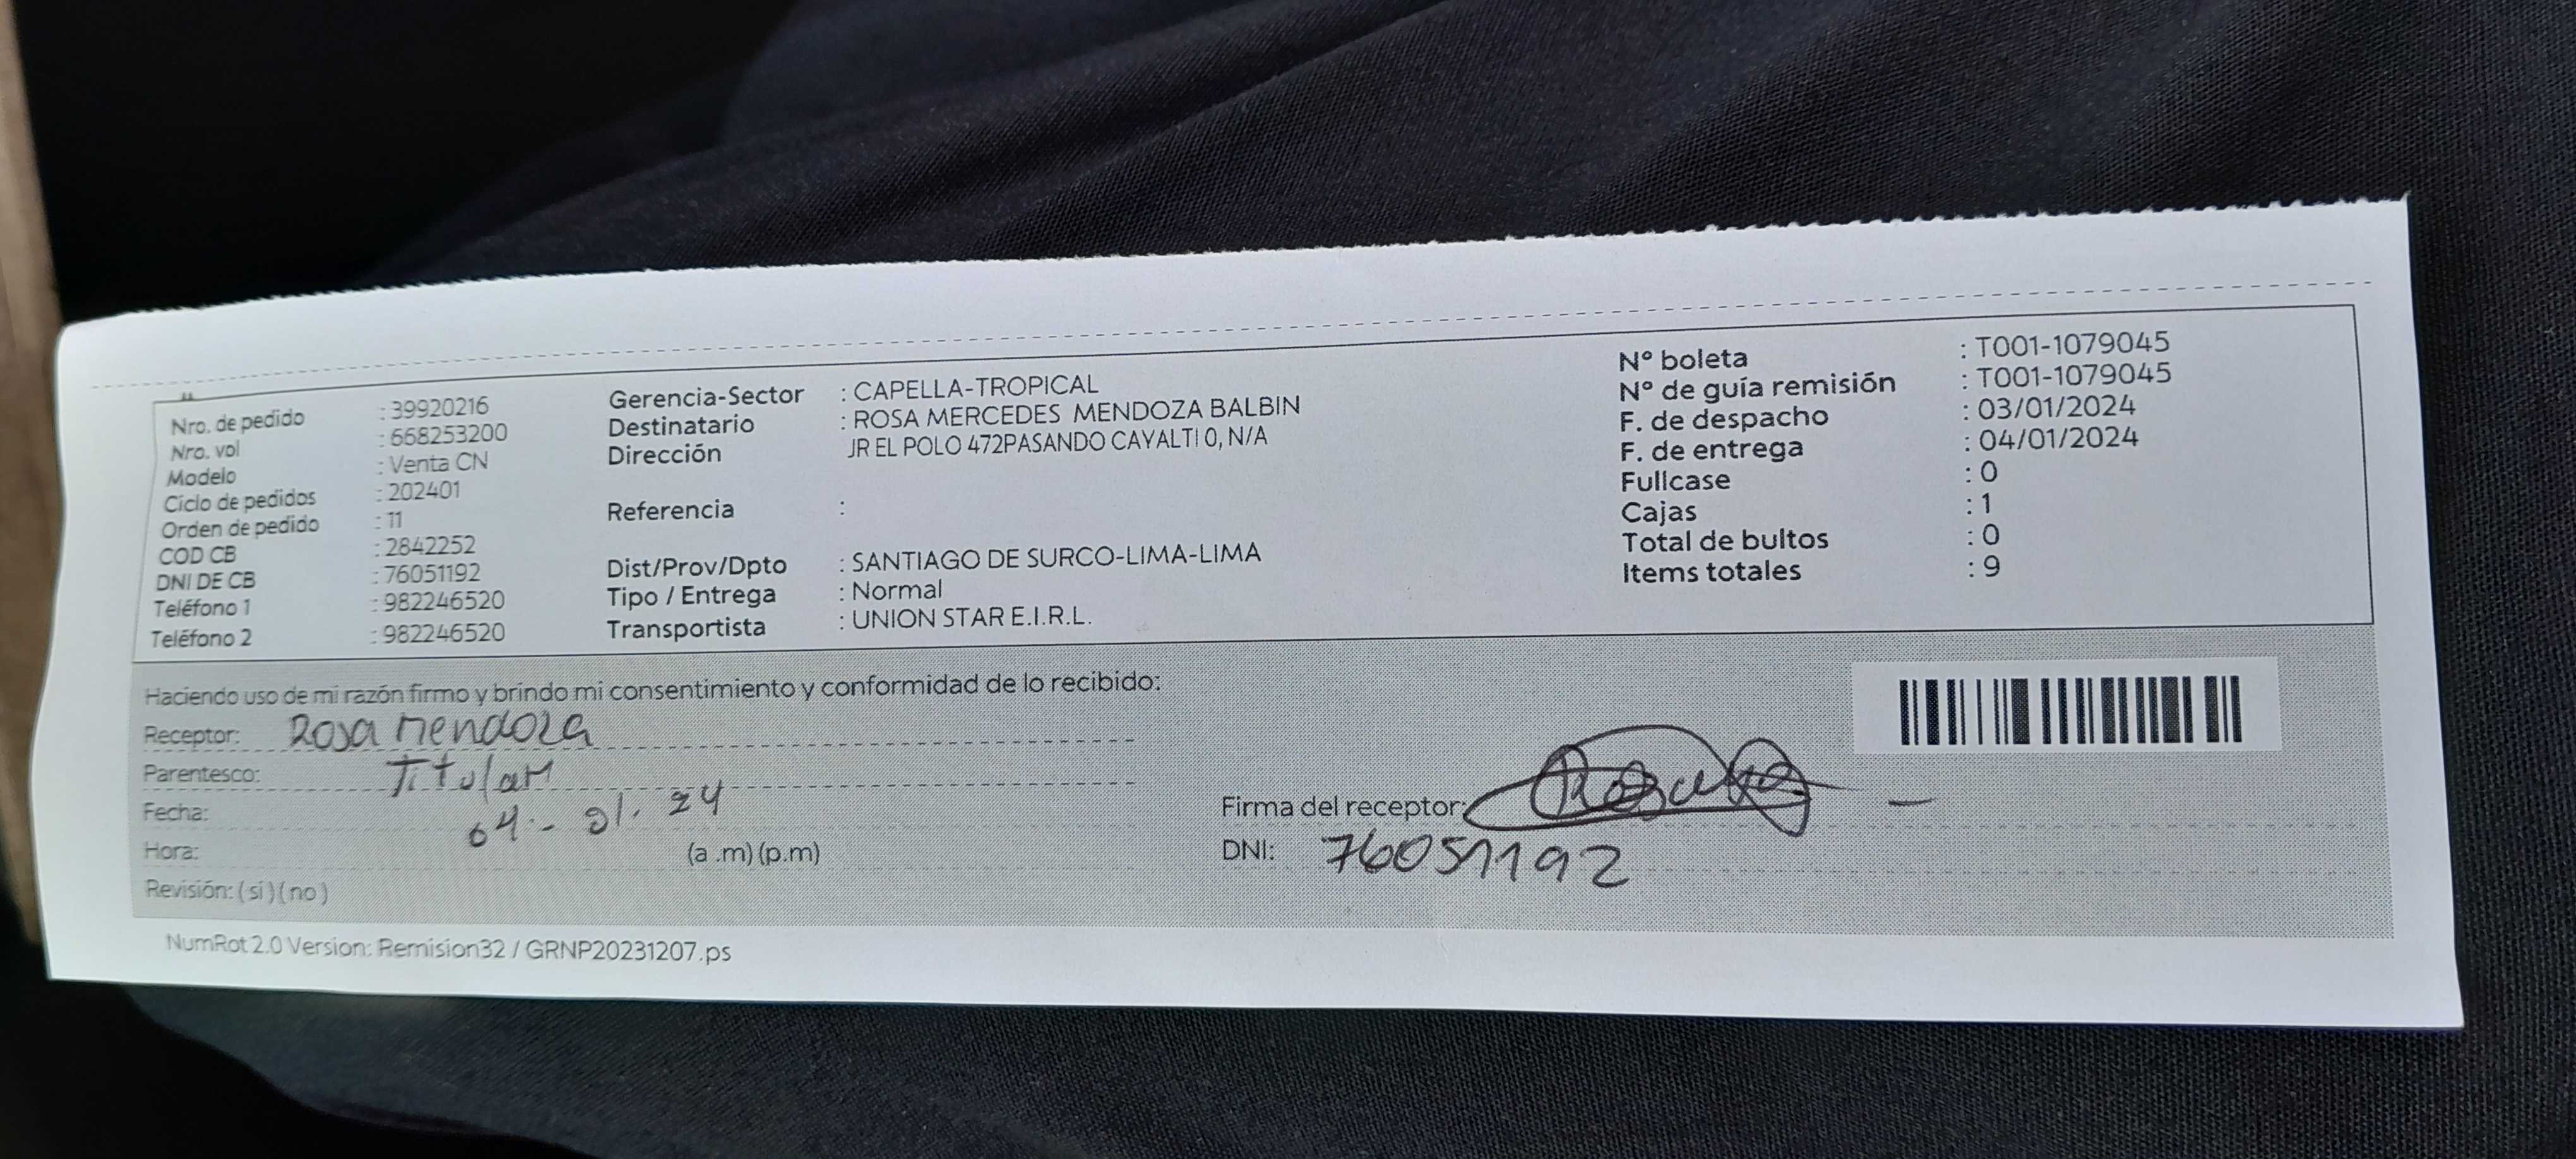 Nro. de pedido : 39920216
Nro. vol : 668253200
Modelo : Venta CN
Ciclo de pedidos : 202401
Orden de pedido : 11
COD CB : 2842252
DNI DE CB : 76051192
Teléfono 1 : 982246520
Teléfono 2 : 982246520
Gerencia-Sector : CAPELLA-TROPICAL
Destinatario : ROSA MERCEDES MENDOZA BALBIN
Dirección JR EL POLO 472PASANDO CAYALTI 0, N/A
Referencia :
Dist/Prov/Dpto : SANTIAGO DE SURCO-LIMA-LIMA
Tipo / Entrega : Normal
Transportista : UNION STAR E.I.R.L.
Nº boleta : T001-1079045
Nº de guía remisión : T001-1079045
F. de despacho : 03/01/2024
F. de entrega : 04/01/2024
Fullcase : 0
Cajas : 1
Total de bultos : 0
Items totales : 9
Haciendo uso de mi razón firmo y brindo mi consentimiento y conformidad de lo recibido:
Receptor: Rosa Mendoza
Parentesco: Titular
Fecha: 04 - 01. 24
Hora: (a .m) (p.m)
Revisión: ( si ) ( no )
Firma del receptor:
DNI: 76051192
NumRot 2.0 Version: Remision32 / GRNP20231207.ps